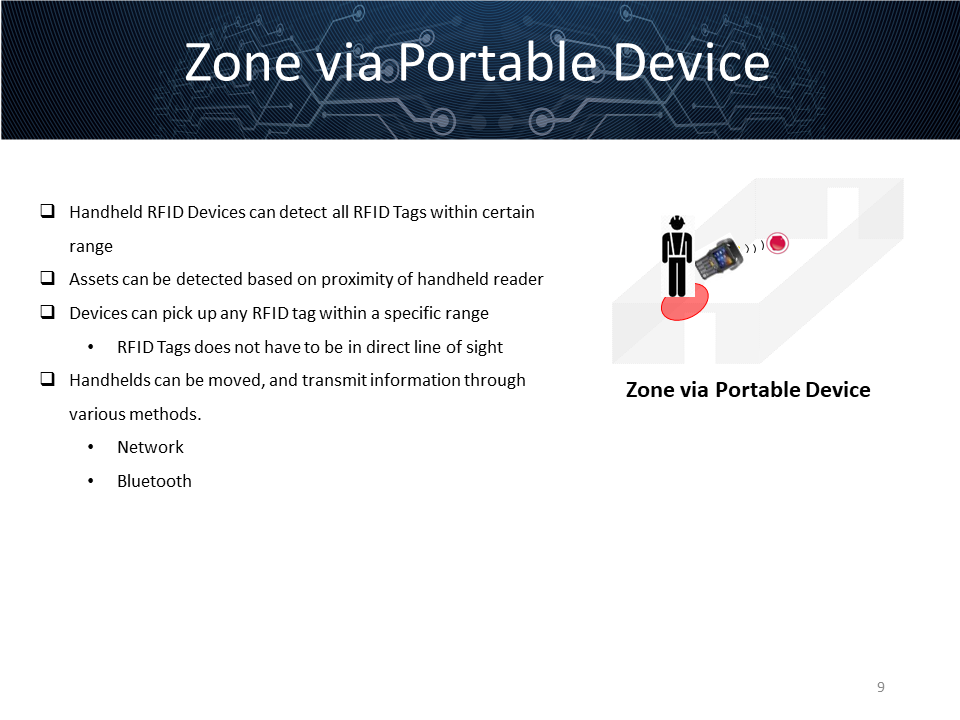 Zone via Portable Device
❑ Handheld RFID Devices can detect all RFID Tags within certain
range
❑ Assets can be detected based on proximity of handheld reader
❑ Devices can pick up any RFID tag within a specific range
• RFID Tags does not have to be in direct line of sight
❑ Handhelds can be moved, and transmit information through
various methods.
• Network
• Bluetooth
Zone via Portable Device
9